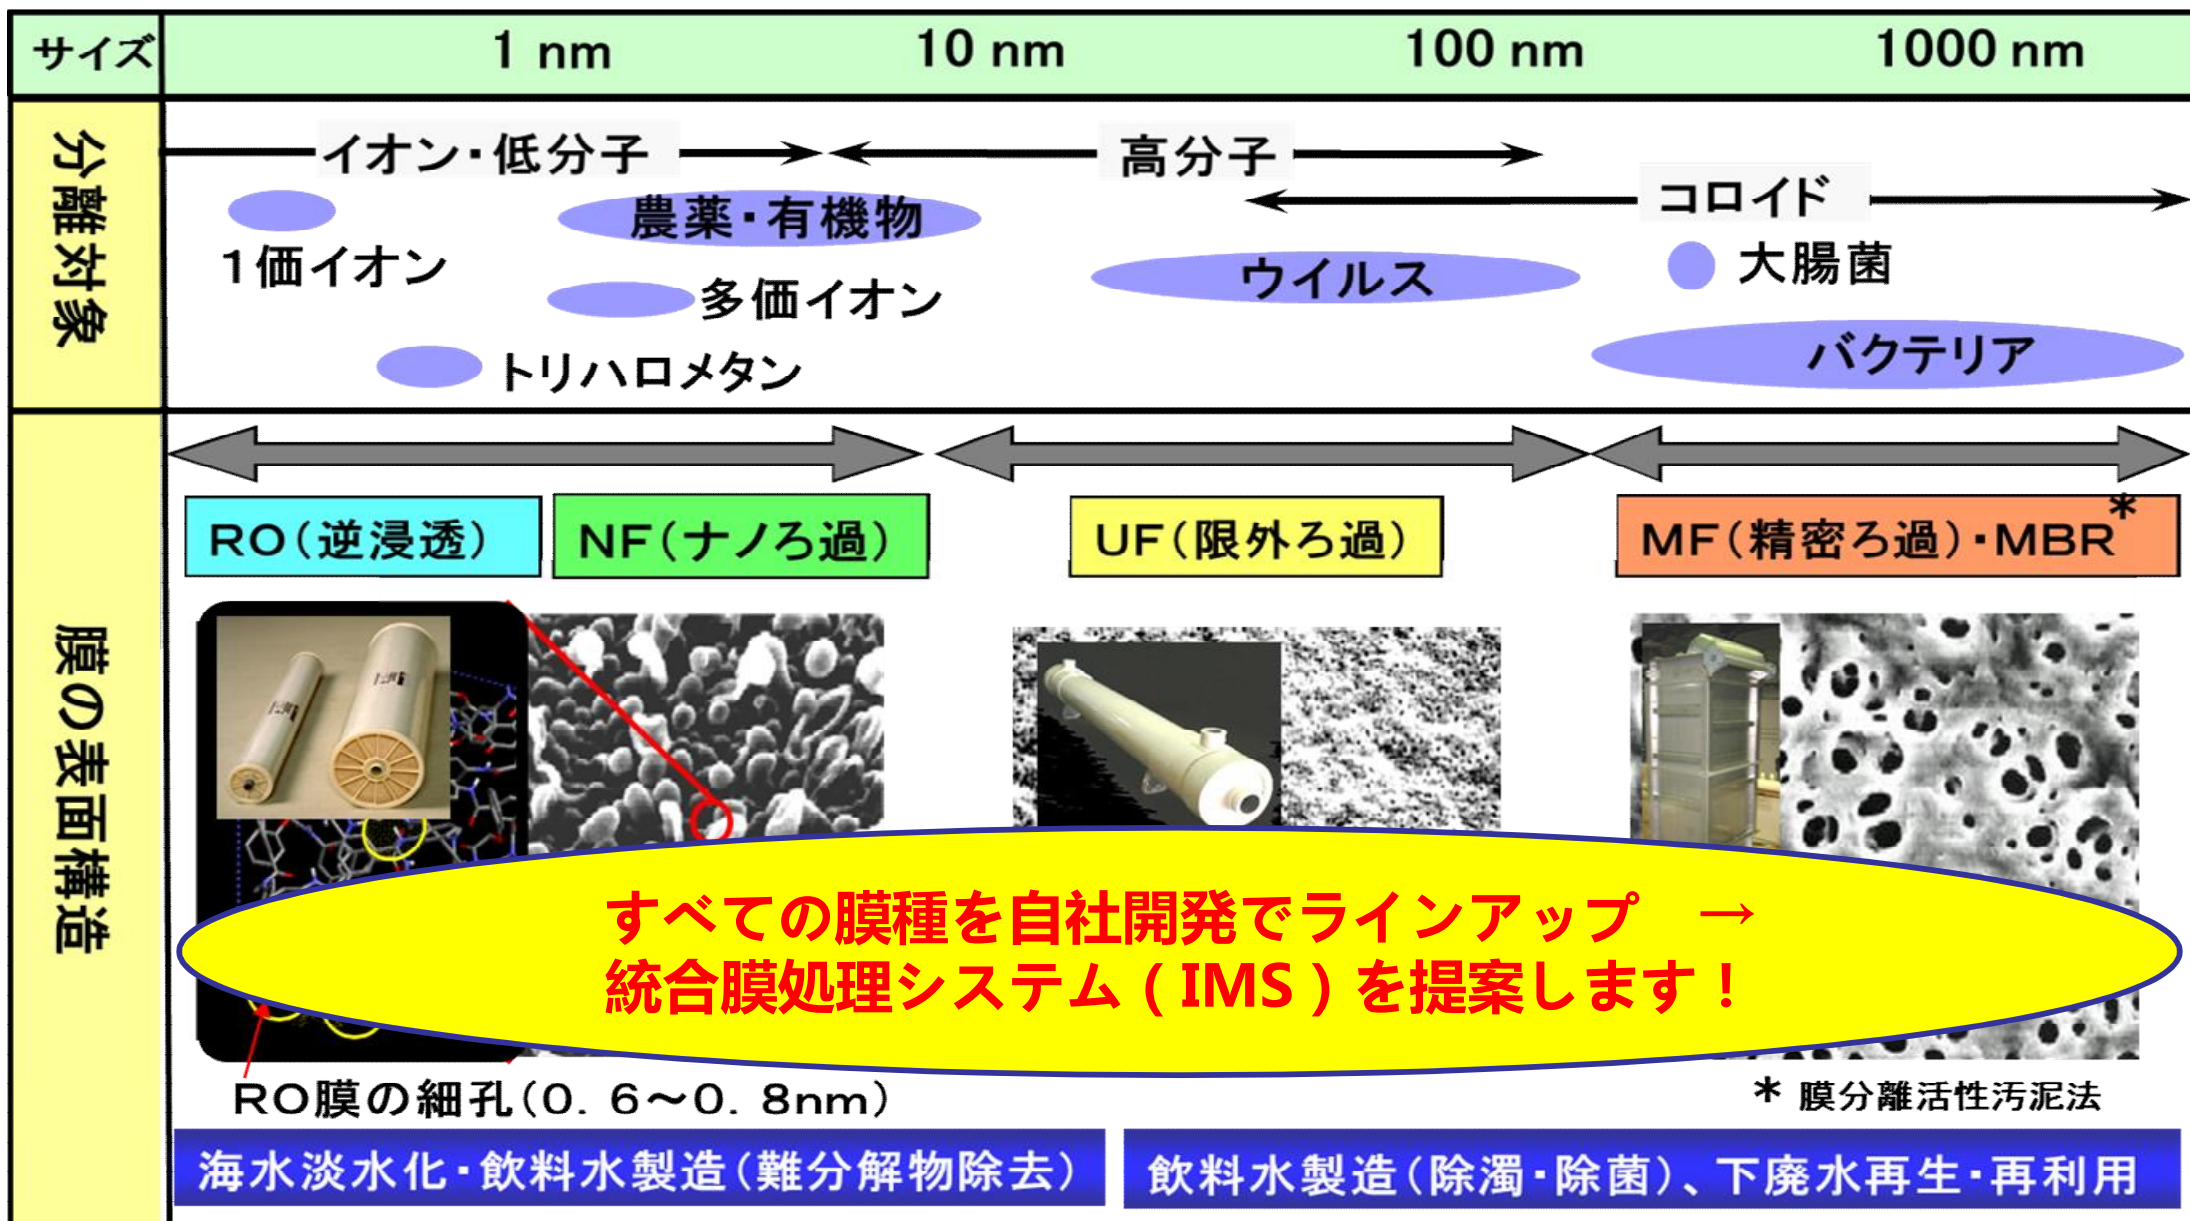 サイズ 1 nm 10 nm 100 nm 1000 nm
分離対象
イオン・低分子
高分子
コロイド
農薬・有機物
1価イオン
ウイルス
大腸菌
多価イオン
バクテリア
トリハロメタン
膜の表面構造
RO(逆浸透)
NF(ナノろ過)
UF(限外ろ過)
MF(精密ろ過)・MBR*
すべての膜種を自社開発でラインアップ →
統合膜処理システム(IMS)を提案します!
RO膜の細孔(0. 6~0. 8nm)
* 膜分離活性汚泥法
海水淡水化・飲料水製造(難分解物除去)
飲料水製造(除濁・除菌)、下廃水再生・再利用